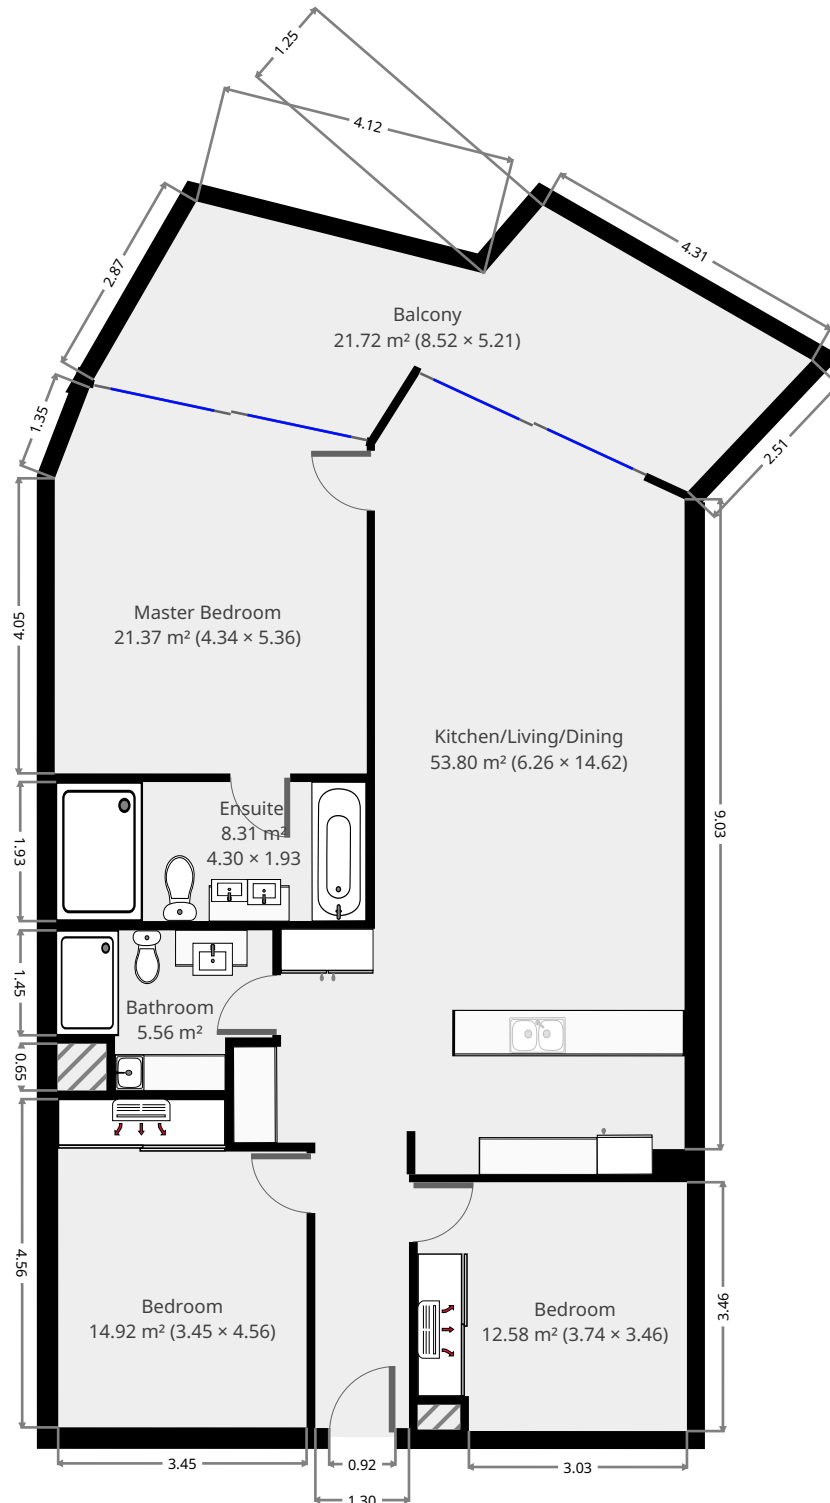 1.25
4.12
4.31
2.87
Balcony
21.72 m² (8.52 × 5.21)
1.35
2.51
Master Bedroom
21.37 m² (4.34 × 5.36)
4.05
Kitchen/Living/Dining
53.80 m² (6.26 × 14.62)
Ensuite
8.31 m²
4.30 × 1.93
1.93
9.03
1.45
Bathroom
5.56 m²
0.65
4.56
Bedroom
14.92 m² (3.45 × 4.56)
Bedroom
12.58 m² (3.74 × 3.46)
3.46
3.45
0.92
3.03
1.30